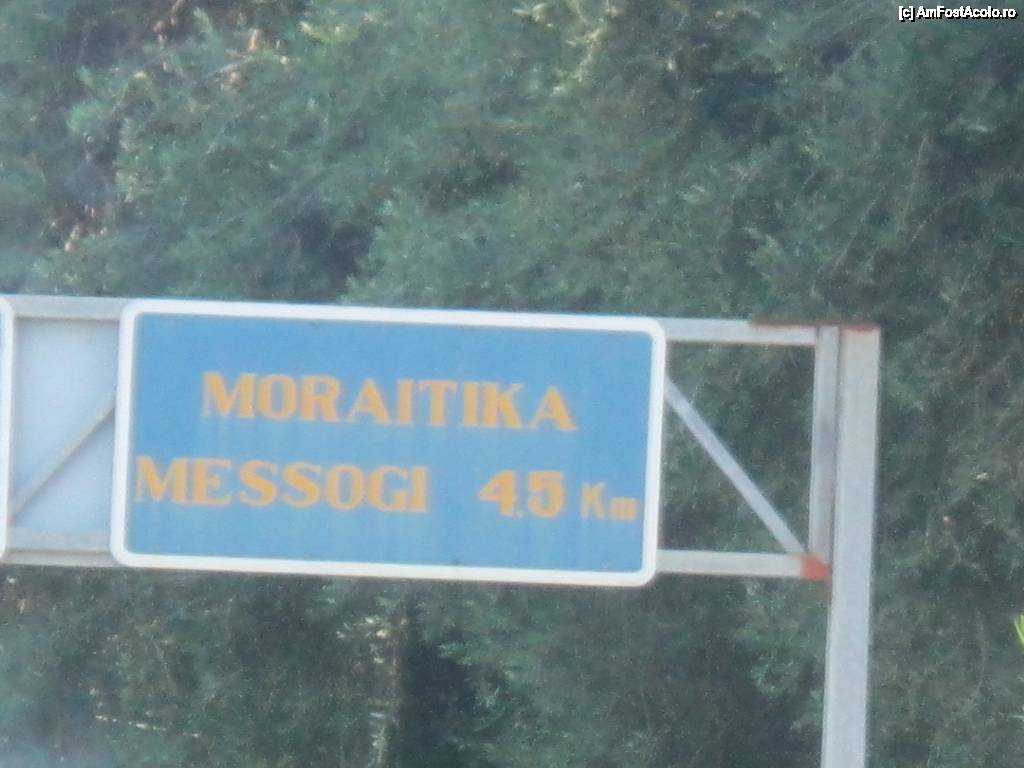 [c] AmFostAcolo.ro
MORAITIKA
MESSOGI 4.5 Km